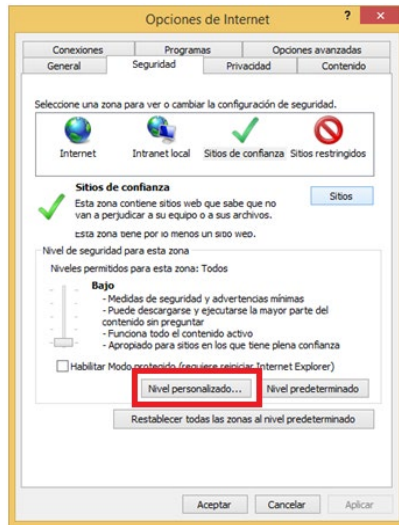 Opciones de Internet
?
×
Conexiones
Programas
Opciones avanzadas
General
Seguridad
Privacidad
Contenido
Seleccione una zona para ver o cambiar la configuración de seguridad.
Internet
Intranet local
Sitios de confianza
Sitios restringidos
Sitios de confianza
Esta zona contiene sitios web que sabe que no
van a perjudicar a su equipo o a sus archivos.
Esta zona tiene por lo menos un sitio web.
Sitios
Nivel de seguridad para esta zona
Niveles permitidos para esta zona: Todos
Bajo
- Medidas de seguridad y advertencias mínimas
- Puede descargarse y ejecutarse la mayor parte del
contenido sin preguntar
- Funciona todo el contenido activo
- Apropiado para sitios en los que tiene plena confianza
Habilitar Modo protegido (requiere reiniciar Internet
Explorer)
Nivel personalizado...
Nivel predeterminado
Restablecer todas las zonas al nivel predeterminado
Aceptar
Cancelar
Aplicar